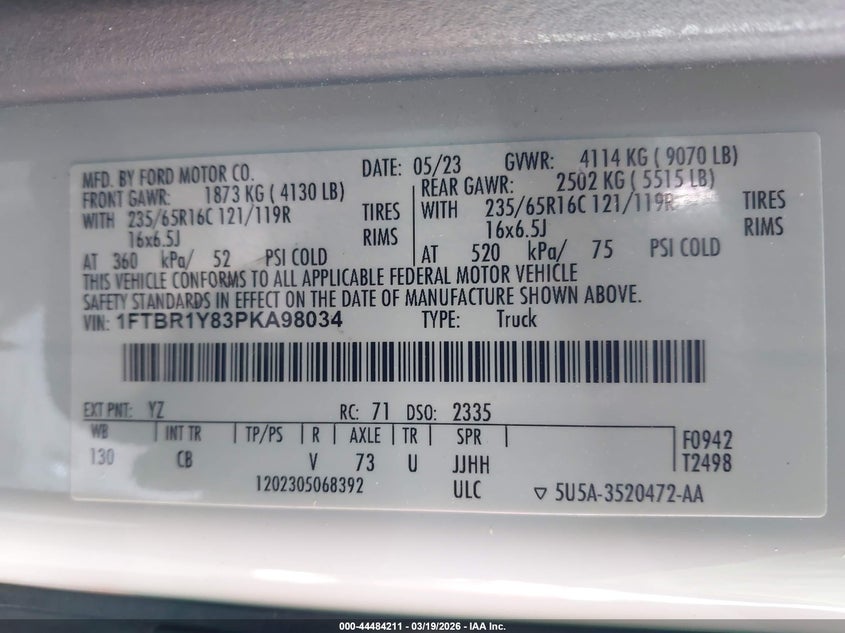 MFD. BY FORD MOTOR CO. DATE: 05/23 GVWR: 4114 KG ( 9070 LB)
FRONT GAWR: 1873 KG ( 4130 LB) REAR GAWR: 2502 KG ( 5515 LB)
WITH 235/65R16C 121/119R TIRES WITH 235/65R16C 121/119R TIRES
16x6.5J RIMS 16x6.5J RIMS
AT 360 kPa/ 52 PSI COLD AT 520 kPa/ 75 PSI COLD
THIS VEHICLE CONFORMS TO ALL APPLICABLE FEDERAL MOTOR VEHICLE
SAFETY STANDARDS IN EFFECT ON THE DATE OF MANUFACTURE SHOWN ABOVE.
VIN: 1FTBR1Y83PKA98034 TYPE: Truck
EXT PNT: YZ RC: 71 DSO: 2335
WB INT TR TP/PS R AXLE TR SPR F0942
130 CB V 73 U JJHH T2498
1202305068392 ULC ▽ 5U5A-3520472-AA
000-44484211 - 03/19/2026 - IAA Inc.